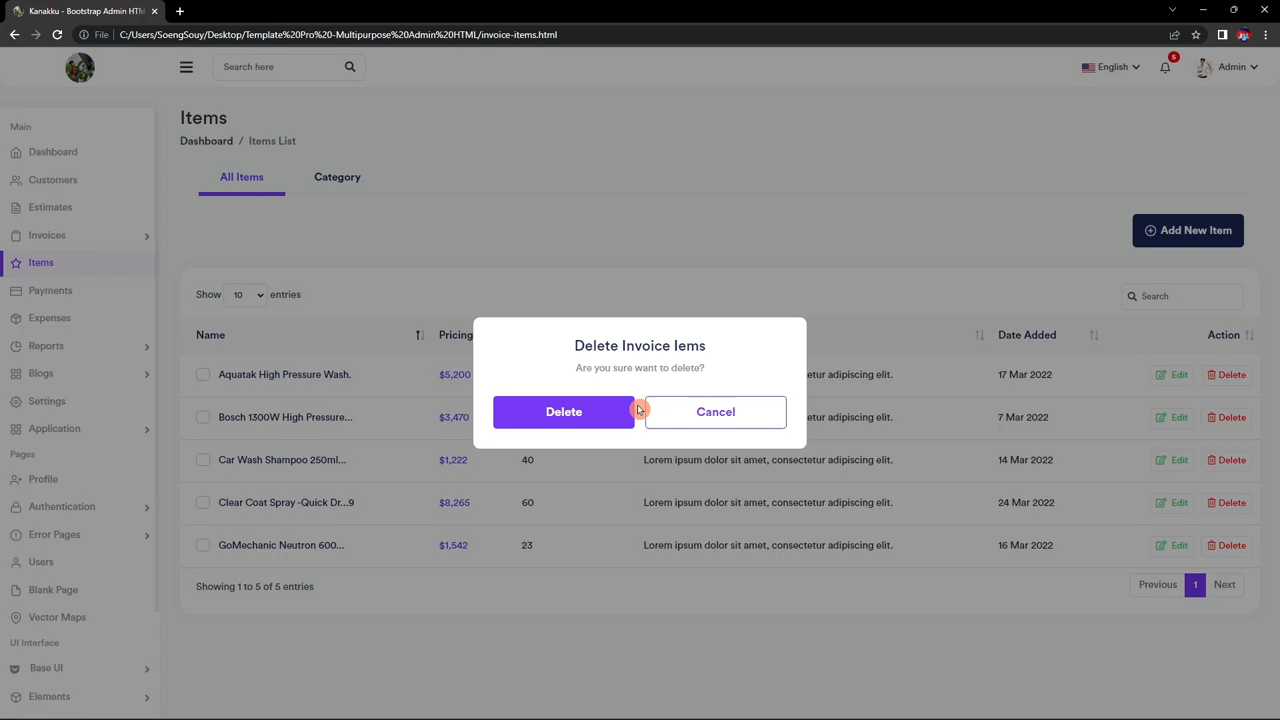 Kanakku - Bootstrap Admin HTM
File C:/Users/SoengSouy/Desktop/Template%20Pro%20-Multipurpose%20Admin%20HTML/invoice-items.html
Search here
English
5
Admin
Main
Dashboard
Customers
Estimates
Invoices
Items
Payments
Expenses
Reports
Blogs
Settings
Application
Pages
Profile
Authentication
Error Pages
Users
Blank Page
Vector Maps
UI Interface
Base UI
Elements
Items
Dashboard / Items List
All Items Category
Add New Item
Show 10 entries
Search
Name Pricing Date Added Action
Aquatak High Pressure Wash. $5,200 etur adipiscing elit. 17 Mar 2022 Edit Delete
Bosch 1300W High Pressure... $3,470 etur adipiscing elit. 7 Mar 2022 Edit Delete
Car Wash Shampoo 250ml... $1,222 40 Lorem ipsum dolor sit amet, consectetur adipiscing elit. 14 Mar 2022 Edit Delete
Clear Coat Spray -Quick Dr...9 $8,265 60 Lorem ipsum dolor sit amet, consectetur adipiscing elit. 24 Mar 2022 Edit Delete
GoMechanic Neutron 600... $1,542 23 Lorem ipsum dolor sit amet, consectetur adipiscing elit. 16 Mar 2022 Edit Delete
Showing 1 to 5 of 5 entries
Previous 1 Next
Delete Invoice Iems
Are you sure want to delete?
Delete Cancel